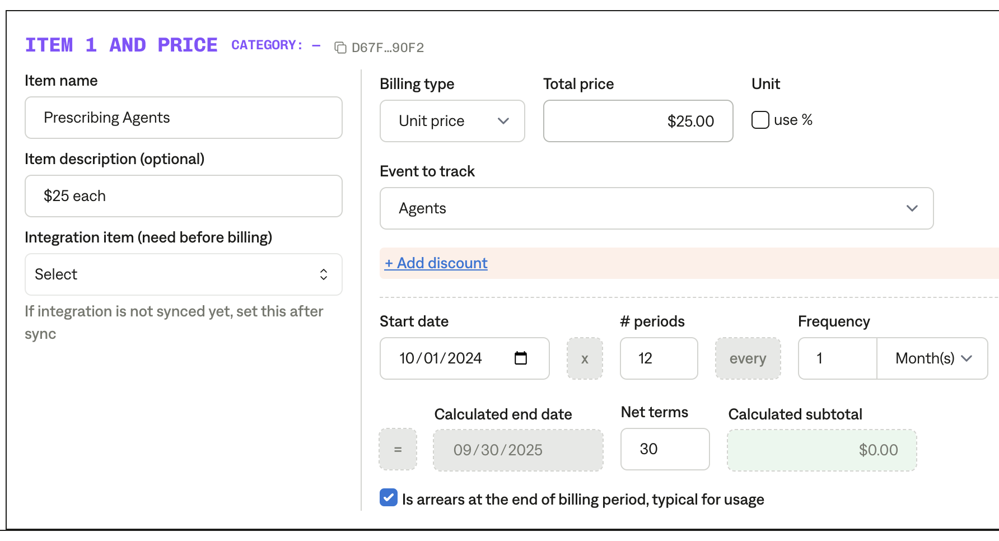 ITEM 1 AND PRICE CATEGORY: – D67F…90F2
Item name
Prescribing Agents
Item description (optional)
$25 each
Integration item (need before billing)
Select
If integration is not synced yet, set this after
sync
Billing type Total price Unit
Unit price $25.00 use %
Event to track
Agents
+ Add discount
Start date # periods Frequency
10/01/2024 x 12 every 1 Month(s)
Calculated end date Net terms Calculated subtotal
= 09/30/2025 30 $0.00
Is arrears at the end of billing period, typical for usage